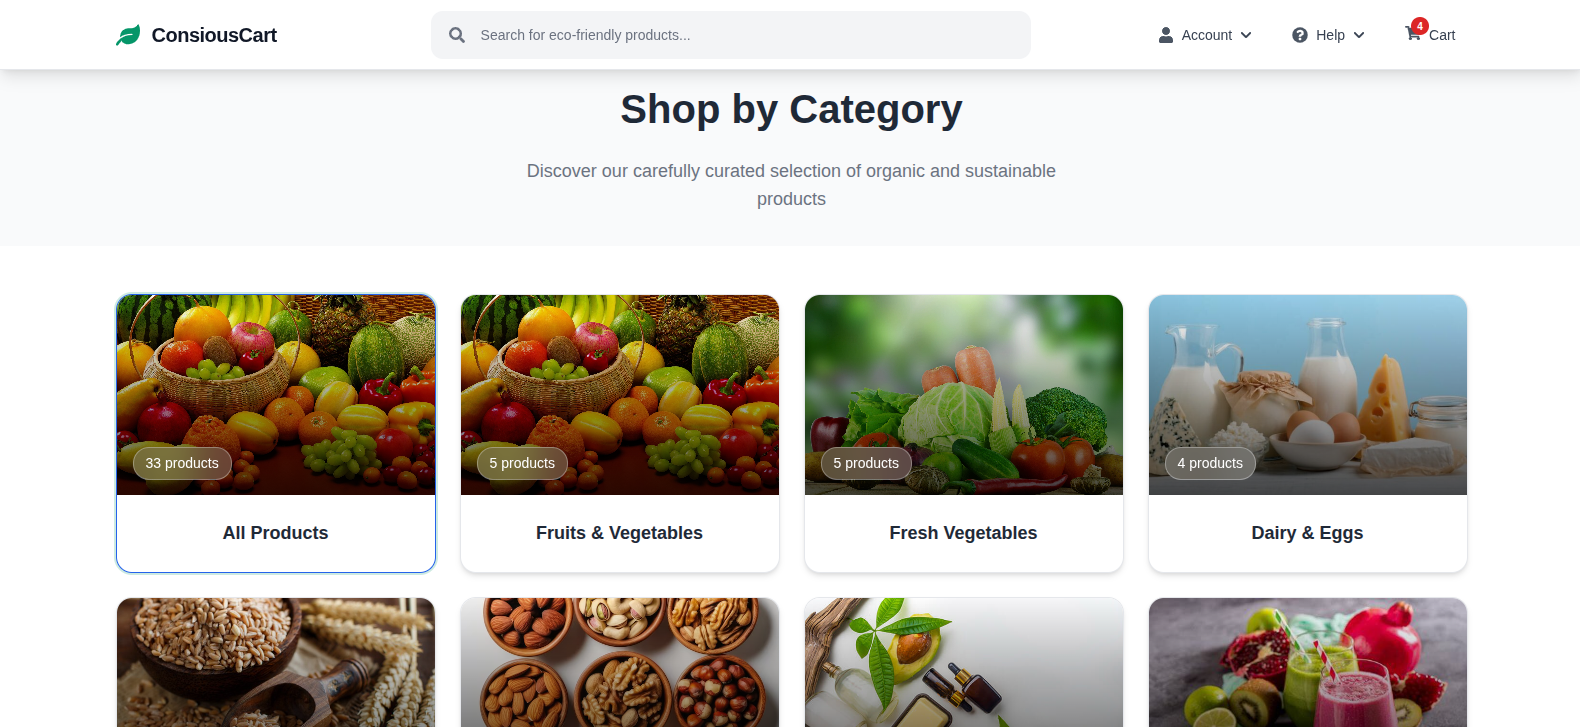 ConsiousCart
Search for eco-friendly products...
Account
Help
4
Cart
Shop by Category
Discover our carefully curated selection of organic and sustainable
products
33 products
5 products
5 products
4 products
All Products
Fruits & Vegetables
Fresh Vegetables
Dairy & Eggs